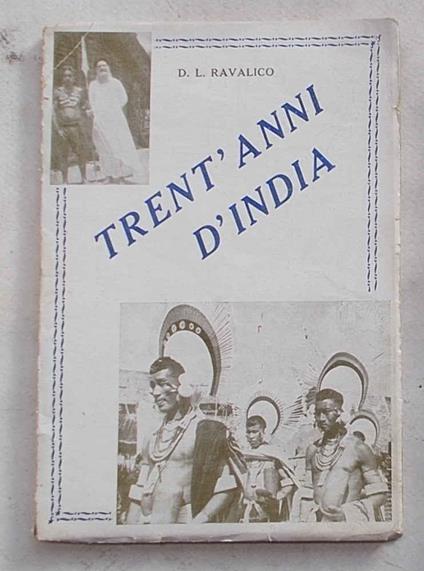 D. L. RAVALICO
TRENT' ANNI
D'INDIA